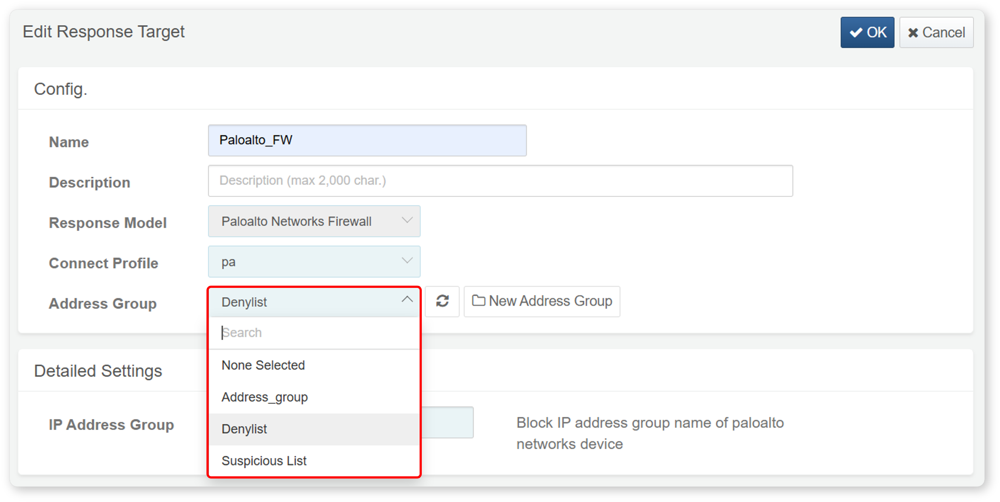 Edit Response Target
OK
Cancel
Config.
Name
Paloalto_FW
Description
Description (max 2,000 char.)
Response Model
Paloalto Networks Firewall
Connect Profile
pa
Address Group
Denylist
New Address Group
Search
None Selected
Address_group
Denylist
Suspicious List
Detailed Settings
IP Address Group
Block IP address group name of paloalto
networks device